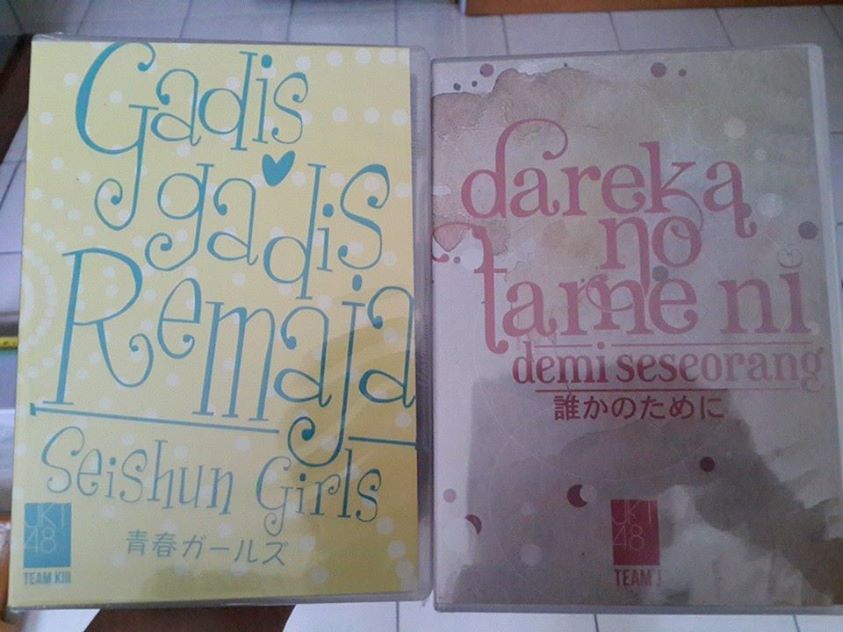 Gadis
gadis
Remaja
Seishun Girls
青春ガールズ
JKT
48
TEAM KIII
dareka
no
tame ni
demi seseorang
誰かのために
JKT
48
TEAM J